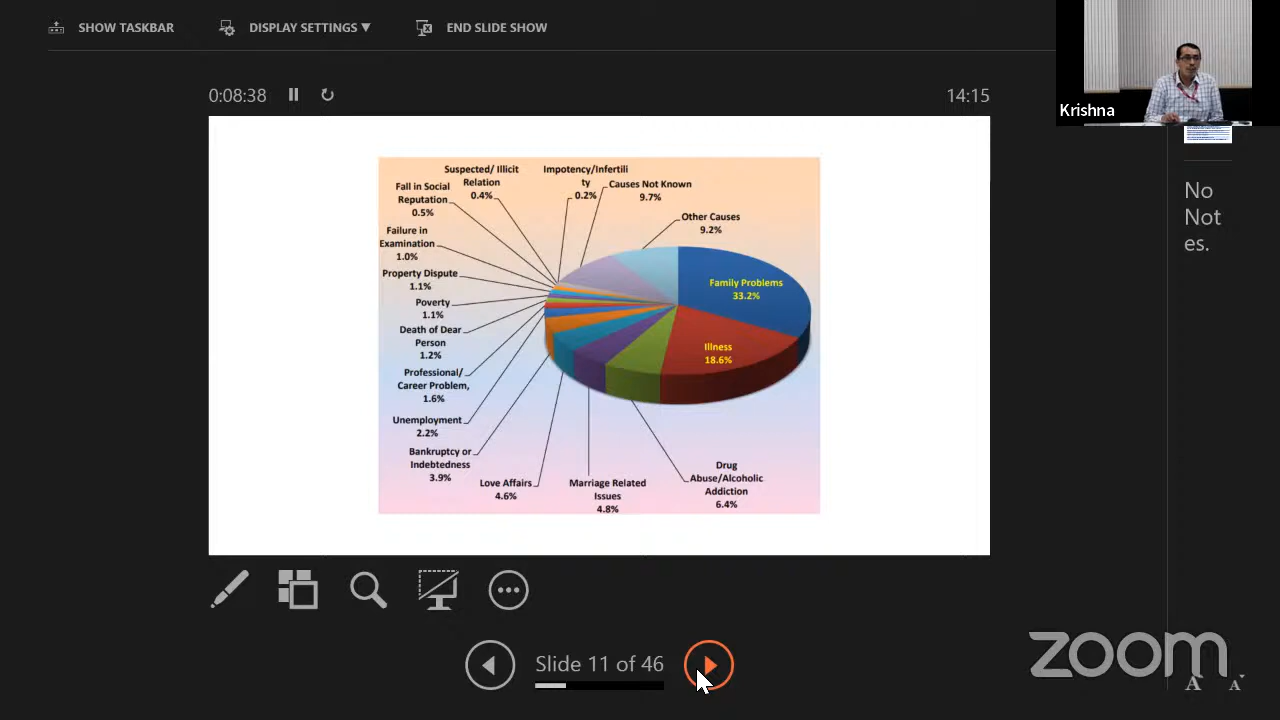 SHOW TASKBAR
DISPLAY SETTINGS ▼
END SLIDE SHOW
0:08:38
14:15
Krishna
No
Not
es.
Suspected/ Illicit
Relation
0.4%
Impotency/Infertili
ty
0.2%
Causes Not Known
9.7%
Other Causes
9.2%
Fall in Social
Reputation
0.5%
Failure in
Examination
1.0%
Property Dispute
1.1%
Poverty
1.1%
Death of Dear
Person
1.2%
Professional/
Career Problem,
1.6%
Unemployment
2.2%
Bankruptcy or
Indebtedness
3.9%
Love Affairs
4.6%
Marriage Related
Issues
4.8%
Drug
Abuse/Alcoholic
Addiction
6.4%
Family Problems
33.2%
Illness
18.6%
Slide 11 of 46
zoom
A A